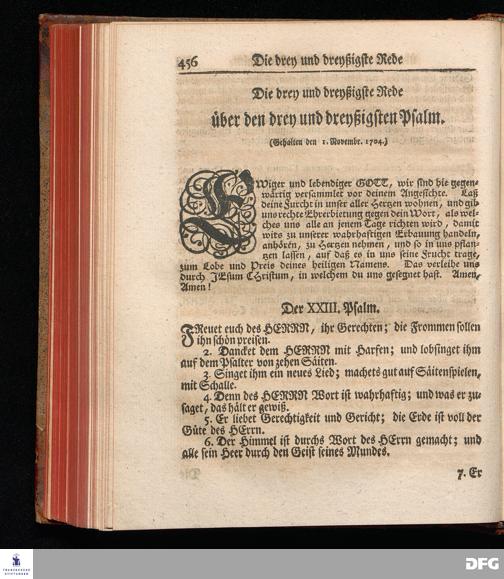 456 Die drey und dreyßigste Rede
Die drey und dreyßigste Rede
über den drey und dreyßigsten Psalm.
(Gehalten den 1. Novembr. 1704.)
EWiger und lebendiger GOTT, wir sind hie gegen-
wärtig versammlet vor deinem Angesichte. Laß
deine Furcht in unser aller Hertzen wohnen, und gib
uns rechte Ehrerbietung gegen dein Wort, als wel-
ches uns alle an jenem Tage richten wird, damit
wirs zu unserer wahrhaftigen Erbauung handeln,
anhören, zu Hertzen nehmen, und so in uns pflan-
tzen lassen, auf daß es in uns seine Frucht trage,
zum Lobe und Preis deines heiligen Namens. Das verleihe uns
durch JEsum CHristum, in welchem du uns gesegnet hast. Amen,
Amen!
Der XXIII. Psalm.
FReuet euch des HERRN, ihr Gerechten; die Frommen sollen
ihn schön preisen.
2. Dancket dem HERRN mit Harfen; und lobsinget ihm
auf dem Psalter von zehen Säiten.
3. Singet ihm ein neues Lied; machets gut auf Säitenspielen,
mit Schalle.
4. Denn des HERRN Wort ist wahrhaftig; und was er zu-
saget, das hält er gewiß.
5. Er liebet Gerechtigkeit und Gericht; die Erde ist voll der
Güte des HErrn.
6. Der Himmel ist durchs Wort des HErrn gemacht; und
alle sein Heer durch den Geist seines Mundes.
7. Er
FRANCKESCHE
STIFTUNGEN
DFG